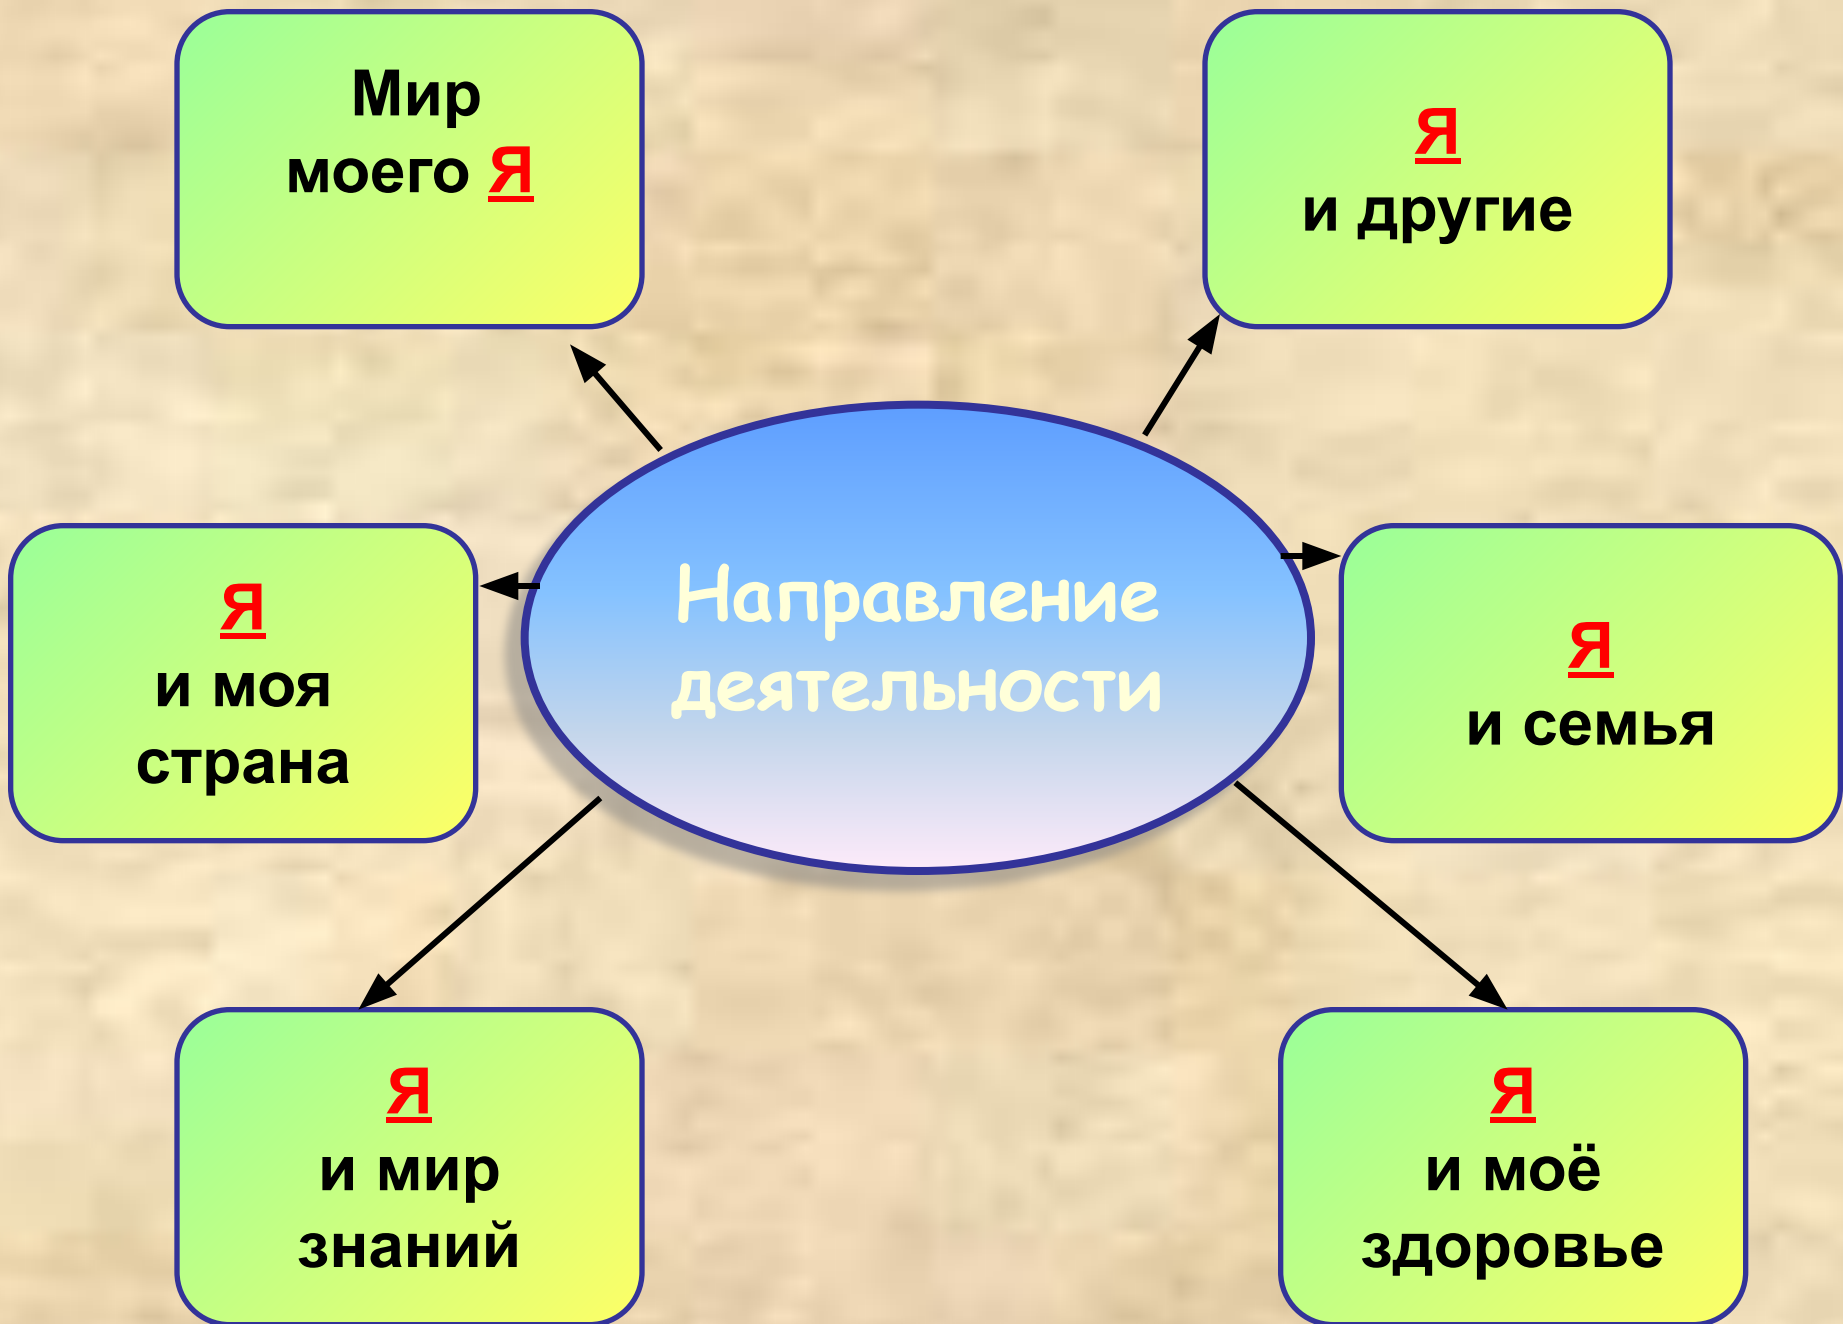 Мир
моего Я
Я
и другие
Направление
деятельности
Я
и моя
страна
Я
и семья
Я
и мир
знаний
Я
и моё
здоровье